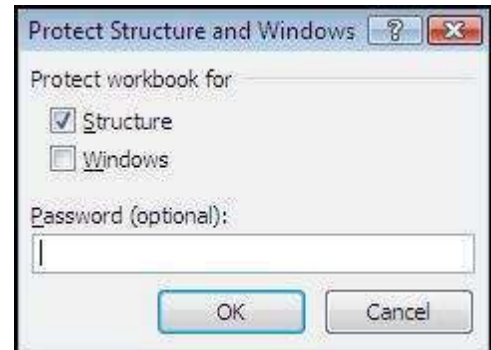 Protect Structure and Windows
Protect workbook for
Structure
Windows
Password (optional):
OK Cancel